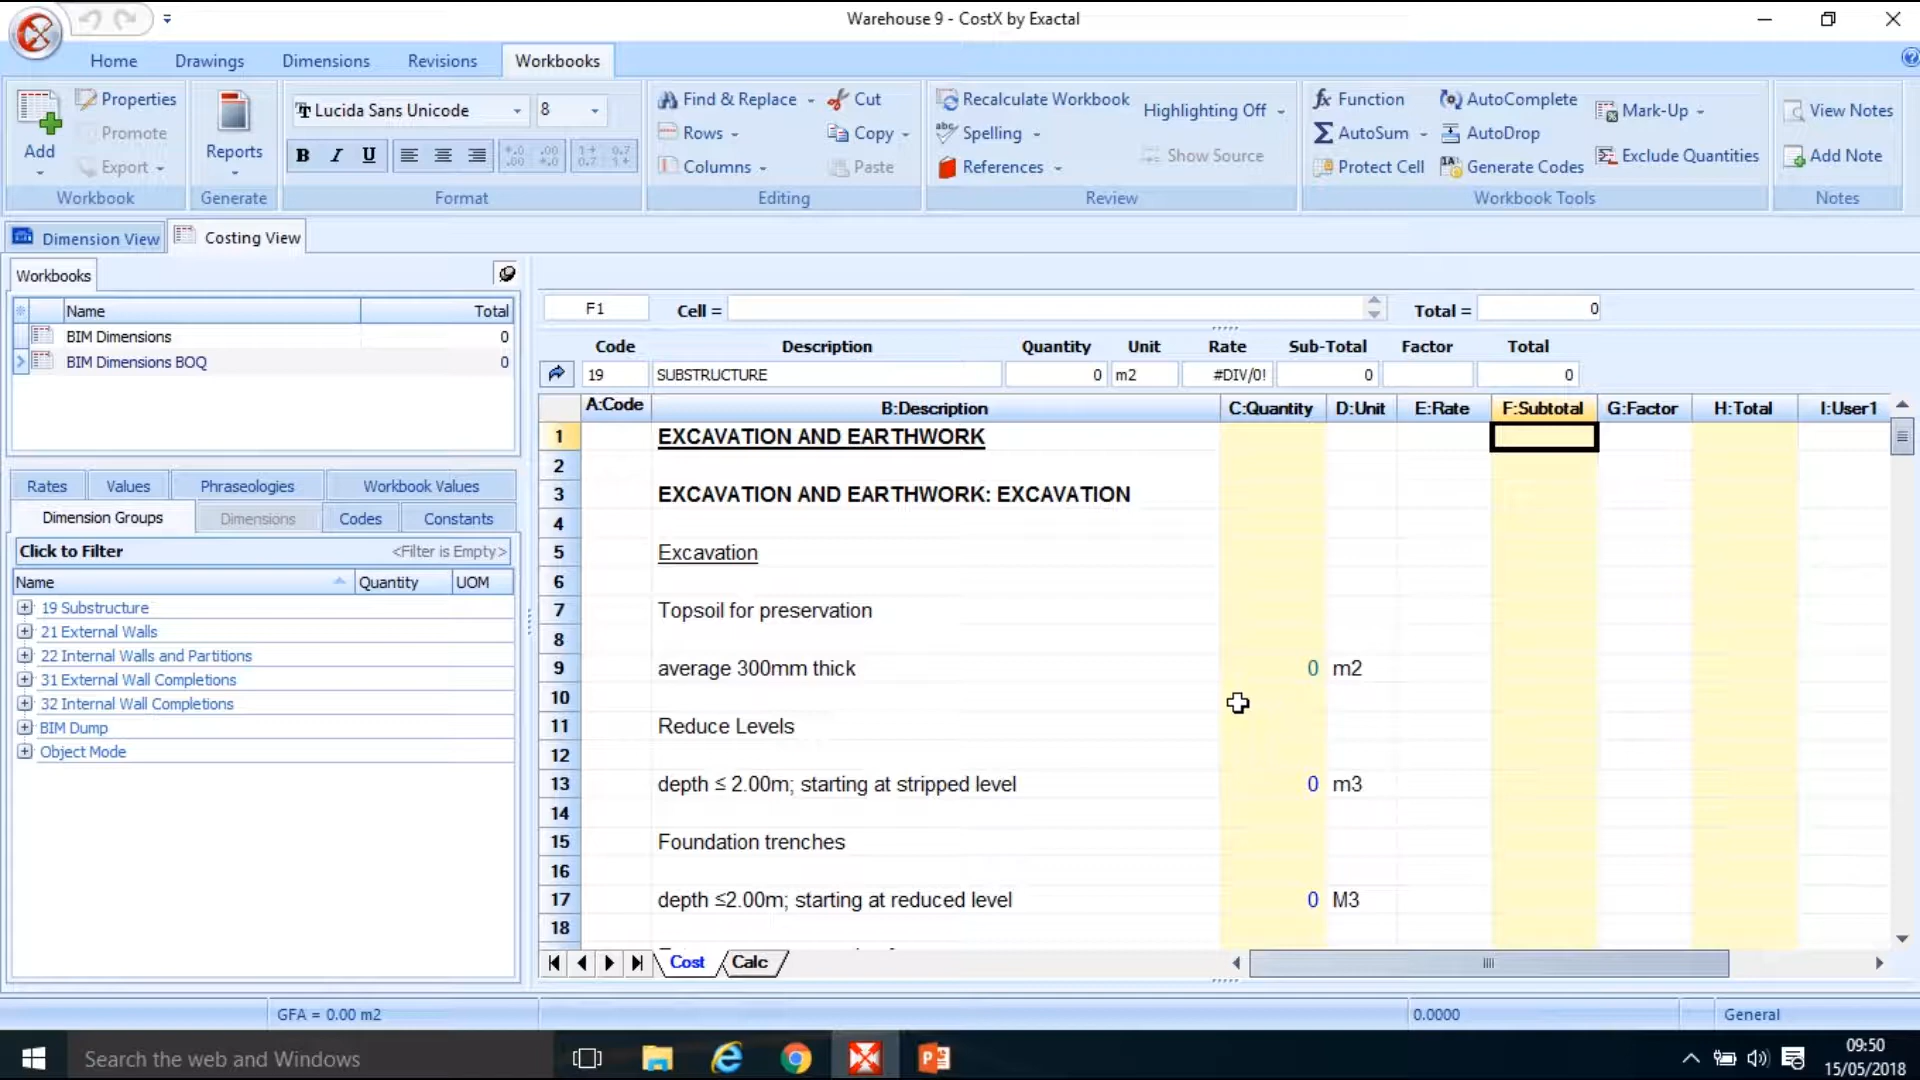 Warehouse 9 - CostX by Exactal
Home Drawings Dimensions Revisions Workbooks
Add
Properties
Promote
Export
Workbook
Reports
Generate
Lucida Sans Unicode 8
B I U
Format
Find & Replace
Rows
Columns
Cut
Copy
Paste
Editing
Recalculate Workbook
Spelling
References
Highlighting Off
Show Source
Review
Function
AutoSum
Protect Cell
AutoComplete
AutoDrop
Generate Codes
Mark-Up
Exclude Quantities
Workbook Tools
View Notes
Add Note
Notes
Dimension View Costing View
Workbooks
Name Total
BIM Dimensions 0
BIM Dimensions BOQ 0
Rates Values Phraseologies Workbook Values
Dimension Groups Dimensions Codes Constants
Click to Filter <Filter is Empty>
Name Quantity UOM
19 Substructure
21 External Walls
22 Internal Walls and Partitions
31 External Wall Completions
32 Internal Wall Completions
BIM Dump
Object Mode
F1 Cell = Total = 0
Code Description Quantity Unit Rate Sub-Total Factor Total
19 SUBSTRUCTURE 0 m2 #DIV/0! 0 0
A:Code B:Description C:Quantity D:Unit E:Rate F:Subtotal G:Factor H:Total I:User1
1 EXCAVATION AND EARTHWORK
2
3 EXCAVATION AND EARTHWORK: EXCAVATION
4
5 Excavation
6
7 Topsoil for preservation
8
9 average 300mm thick 0 m2
10
11 Reduce Levels
12
13 depth ≤ 2.00m; starting at stripped level 0 m3
14
15 Foundation trenches
16
17 depth ≤2.00m; starting at reduced level 0 M3
18
Cost Calc
GFA = 0.00 m2 0.0000 General
Search the web and Windows
09:50
15/05/2018